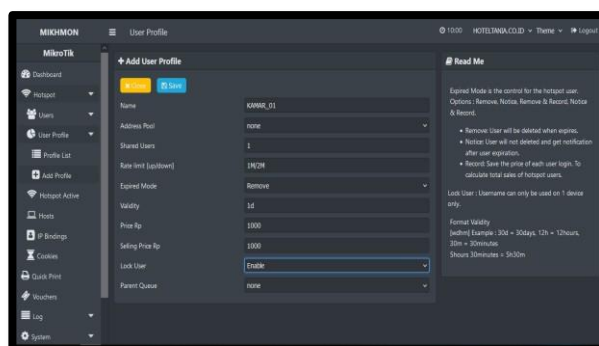 MIKHMON
User Profile
10:00 HOTELTANIA.CO.ID Theme Logout
MikroTik
Dashboard
Hotspot
Users
User Profile
Profile List
Add Profile
Hotspot Active
Hosts
IP Bindings
Cookies
Quick Print
Vouchers
Log
System
+ Add User Profile
Close Save
Name KAMAR_01
Address Pool none
Shared Users 1
Rate limit [up/down] 1M/2M
Expired Mode Remove
Validity 1d
Price Rp 1000
Selling Price Rp 1000
Lock User Enable
Parent Queue none
Read Me
Expired Mode is the control for the hotspot user.
Options : Remove, Notice, Remove & Record, Notice
& Record.
Remove: User will be deleted when expires.
Notice: User will not deleted and get notification
after user expiration.
Record: Save the price of each user login. To
calculate total sales of hotspot users.
Lock User : Username can only be used on 1 device
only.
Format Validity
[wdhm] Example : 30d = 30days, 12h = 12hours,
30m = 30minutes
5hours 30minutes = 5h30m